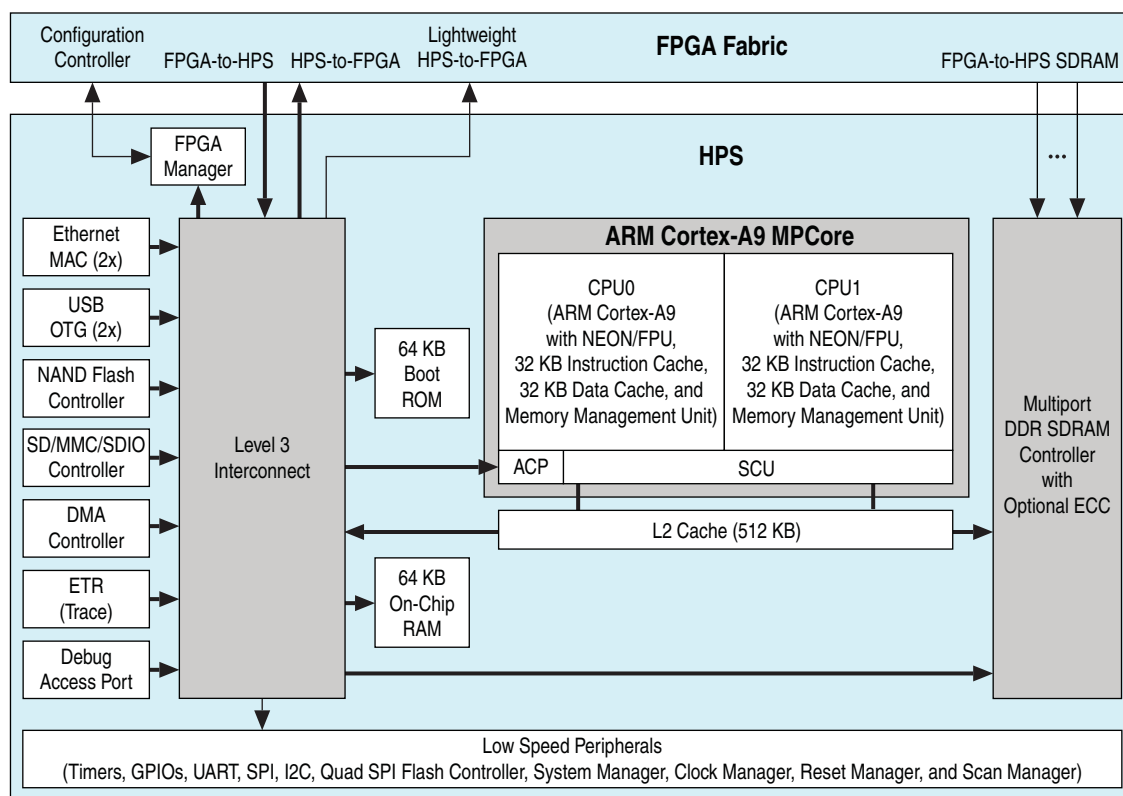 Configuration
Controller
FPGA-to-HPS
HPS-to-FPGA
Lightweight
HPS-to-FPGA
FPGA Fabric
FPGA-to-HPS SDRAM
FPGA
Manager
HPS
...
Ethernet
MAC (2x)
USB
OTG (2x)
NAND Flash
Controller
SD/MMC/SDIO
Controller
DMA
Controller
ETR
(Trace)
Debug
Access Port
Level 3
Interconnect
64 KB
Boot
ROM
64 KB
On-Chip
RAM
ARM Cortex-A9 MPCore
CPU0
(ARM Cortex-A9
with NEON/FPU,
32 KB Instruction Cache,
32 KB Data Cache, and
Memory Management Unit)
CPU1
(ARM Cortex-A9
with NEON/FPU,
32 KB Instruction Cache,
32 KB Data Cache, and
Memory Management Unit)
ACP
SCU
L2 Cache (512 KB)
Multiport
DDR SDRAM
Controller
with
Optional ECC
Low Speed Peripherals
(Timers, GPIOs, UART, SPI, I2C, Quad SPI Flash Controller, System Manager, Clock Manager, Reset Manager, and Scan Manager)